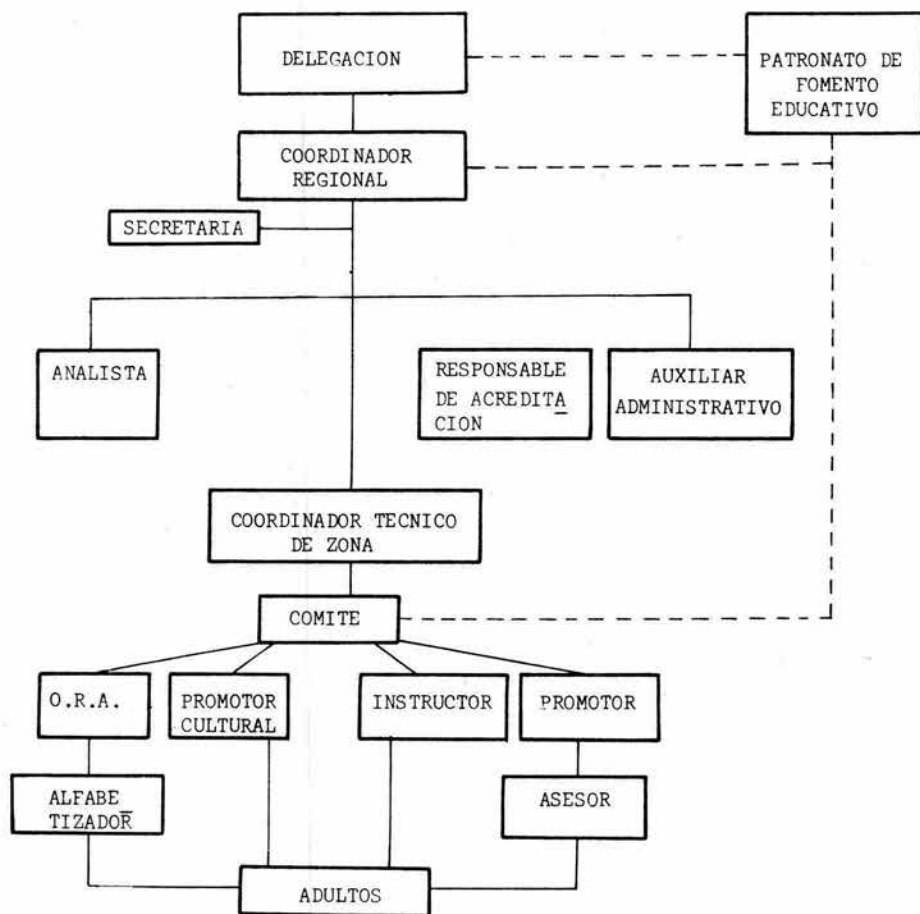 DELEGACION
PATRONATO DE
FOMENTO
EDUCATIVO
COORDINADOR
REGIONAL
SECRETARIA
ANALISTA
RESPONSABLE
DE ACREDITA
CION
AUXILIAR
ADMINISTRATIVO
COORDINADOR TECNICO
DE ZONA
COMITE
O.R.A.
PROMOTOR
CULTURAL
INSTRUCTOR
PROMOTOR
ALFABE
TIZADOR
ASESOR
ADULTOS